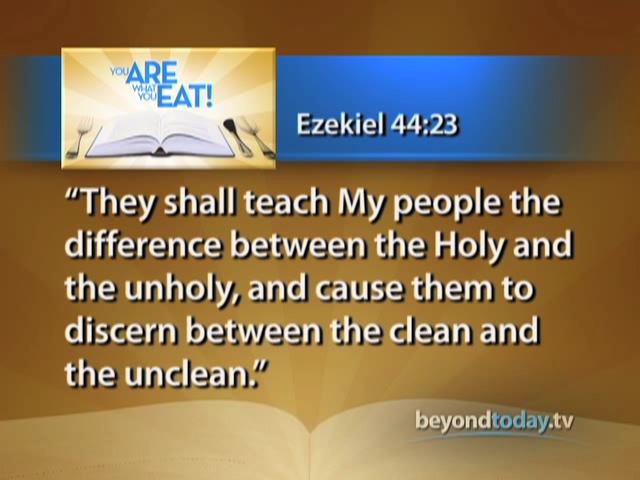 YOU ARE
WHAT
YOU EAT!
Ezekiel 44:23
“They shall teach My people the
difference between the Holy and
the unholy, and cause them to
discern between the clean and
the unclean.”
beyondtoday.tv